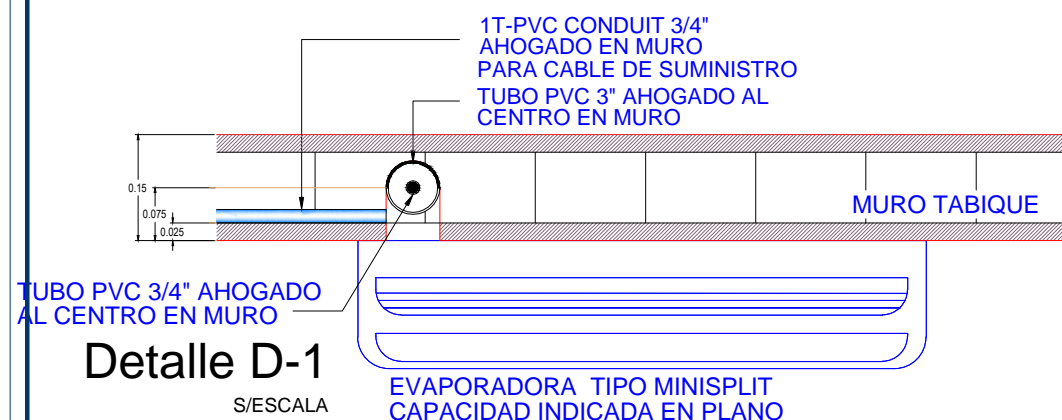 1T-PVC CONDUIT 3/4"
AHOGADO EN MURO
PARA CABLE DE SUMINISTRO
TUBO PVC 3" AHOGADO AL
CENTRO EN MURO
0.15
0.075
0.025
MURO TABIQUE
TUBO PVC 3/4" AHOGADO
AL CENTRO EN MURO
Detalle D-1
S/ESCALA
EVAPORADORA TIPO MINISPLIT
CAPACIDAD INDICADA EN PLANO